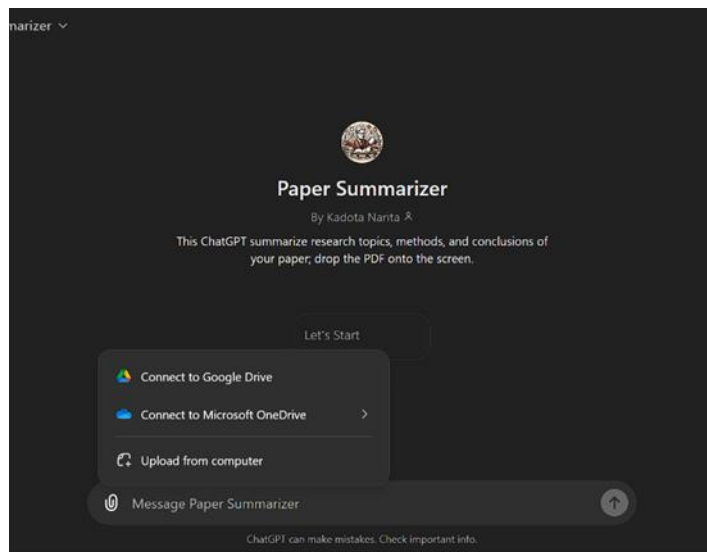 narizer
Paper Summarizer
By Kadota Narita
This ChatGPT summarize research topics, methods, and conclusions of
your paper; drop the PDF onto the screen.
Let's Start
Connect to Google Drive
Connect to Microsoft OneDrive
Upload from computer
Message Paper Summarizer
ChatGPT can make mistakes. Check important info.